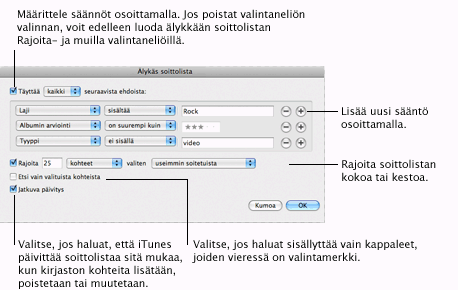 Määrittele säännöt osoittamalla. Jos poistat valintaneliön
valinnan, voit edelleen luoda älykkään soittolistan
Rajoita- ja muilla valintaneliöillä.
Älykäs soittolista
Täyttää kaikki seuraavista ehdoista:
Laji sisältää Rock
Albumin arviointi on suurempi kuin ★★★
Tyyppi ei sisällä video
Lisää uusi sääntö
osoittamalla.
Rajoita 25 kohteet valiten useimmin soitetuista
Etsi vain valituista kohteista
Jatkuva päivitys
Rajoita soittolistan
kokoa tai kestoa.
Kumoa OK
Valitse, jos haluat, että iTunes
päivittää soittolistaa sitä mukaa,
kun kirjaston kohteita lisätään,
poistetaan tai muutetaan.
Valitse, jos haluat sisällyttää vain kappaleet,
joiden vieressä on valintamerkki.